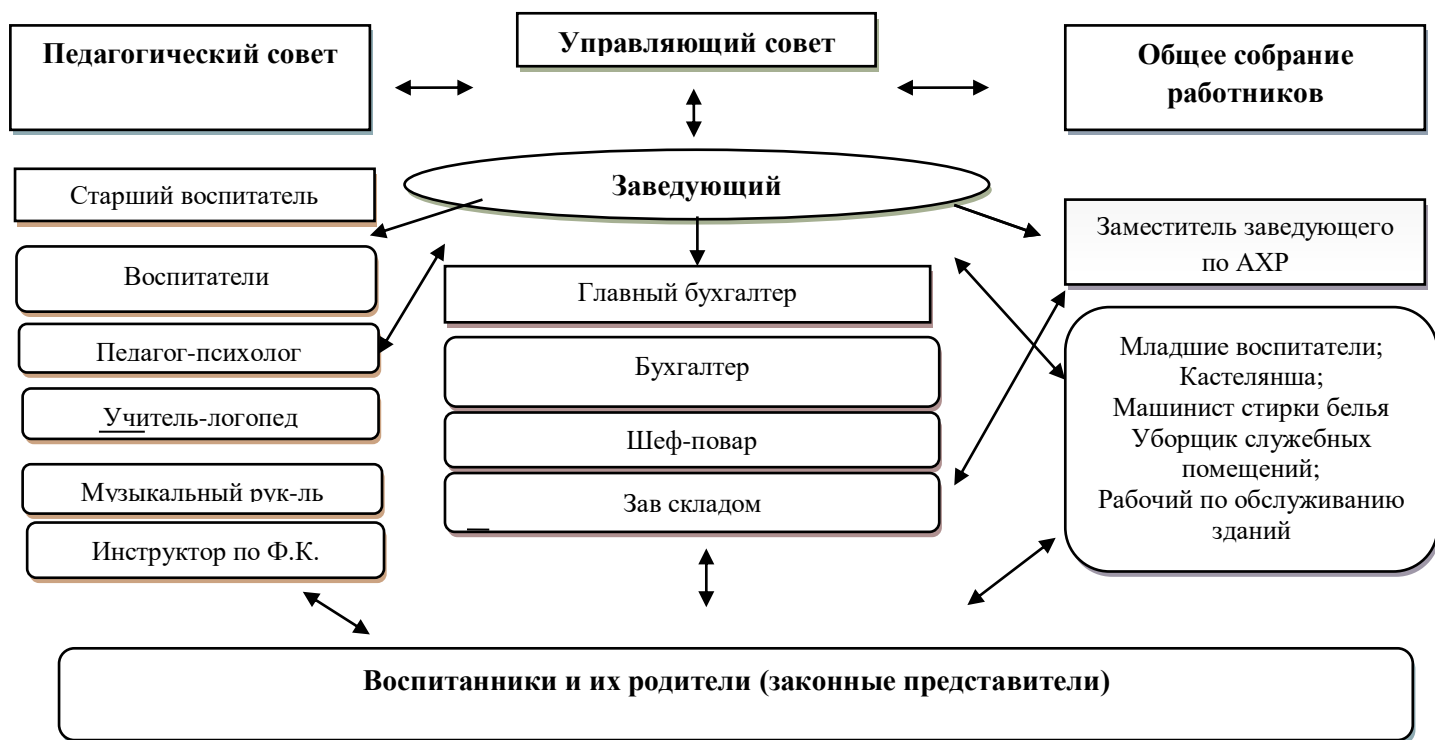 Педагогический совет
Управляющий совет
Общее собрание
работников
Заведующий
Старший воспитатель
Воспитатели
Педагог-психолог
Учитель-логопед
Музыкальный рук-ль
Инструктор по Ф.К.
Главный бухгалтер
Бухгалтер
Шеф-повар
Зав складом
Заместитель заведующего
по АХР
Младшие воспитатели;
Кастелянша;
Машинист стирки белья
Уборщик служебных
помещений;
Рабочий по обслуживанию
зданий
Воспитанники и их родители (законные представители)